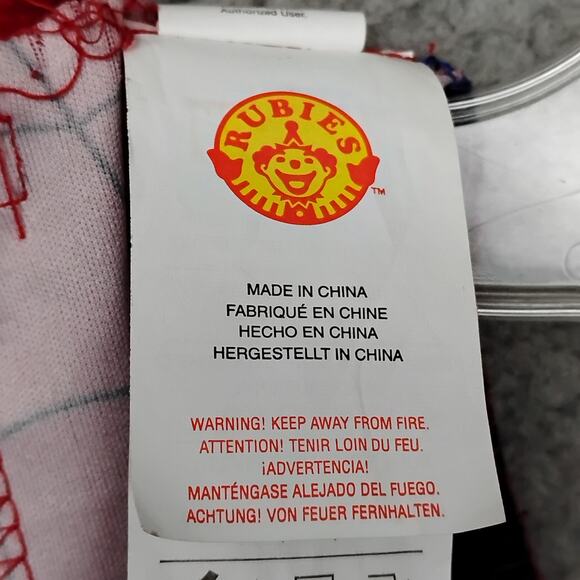 Authorized User.
RUBIES
TM
MADE IN CHINA
FABRIQUÉ EN CHINE
HECHO EN CHINA
HERGESTELLT IN CHINA
WARNING! KEEP AWAY FROM FIRE.
ATTENTION! TENIR LOIN DU FEU.
¡ADVERTENCIA!
MANTÉNGASE ALEJADO DEL FUEGO.
ACHTUNG! VON FEUER FERNHALTEN.